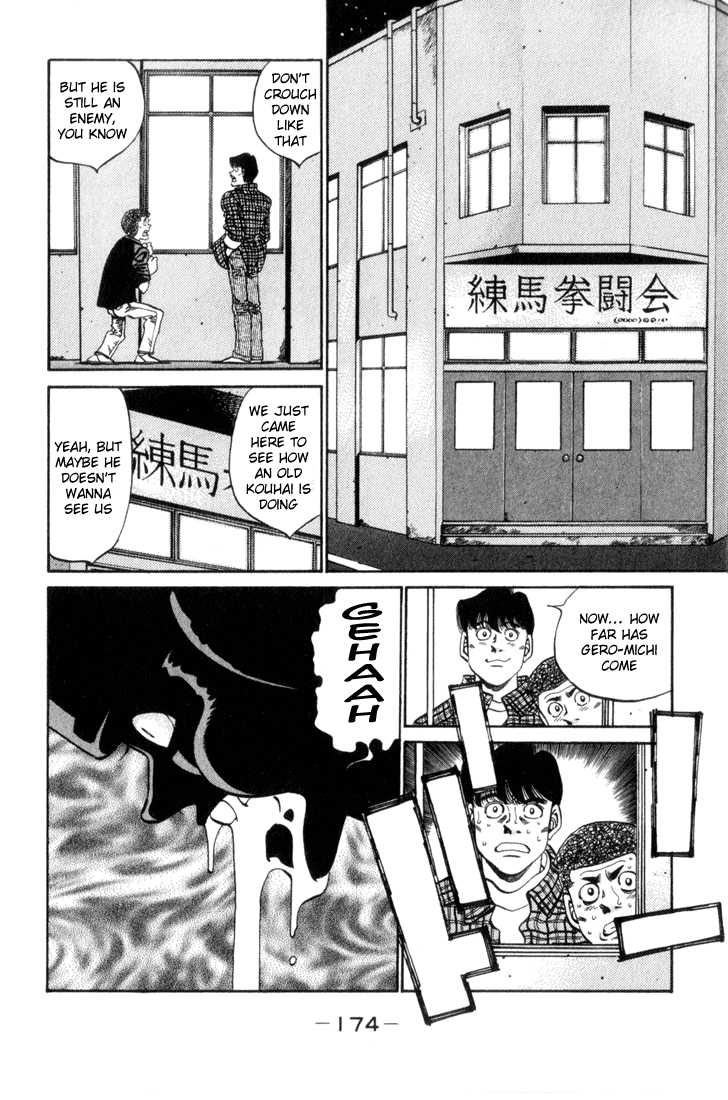 練馬拳闘会
DON'T
CROUCH
DOWN
LIKE
THAT
BUT HE IS
STILL AN
ENEMY,
YOU KNOW
WE JUST
CAME
HERE TO
SEE HOW
AN OLD
KOUHAI IS
DOING
YEAH, BUT
MAYBE HE
DOESN'T
WANNA
SEE US
練馬
NOW... HOW
FAR HAS
GERO-MICHI
COME
GEHAAH
-174-